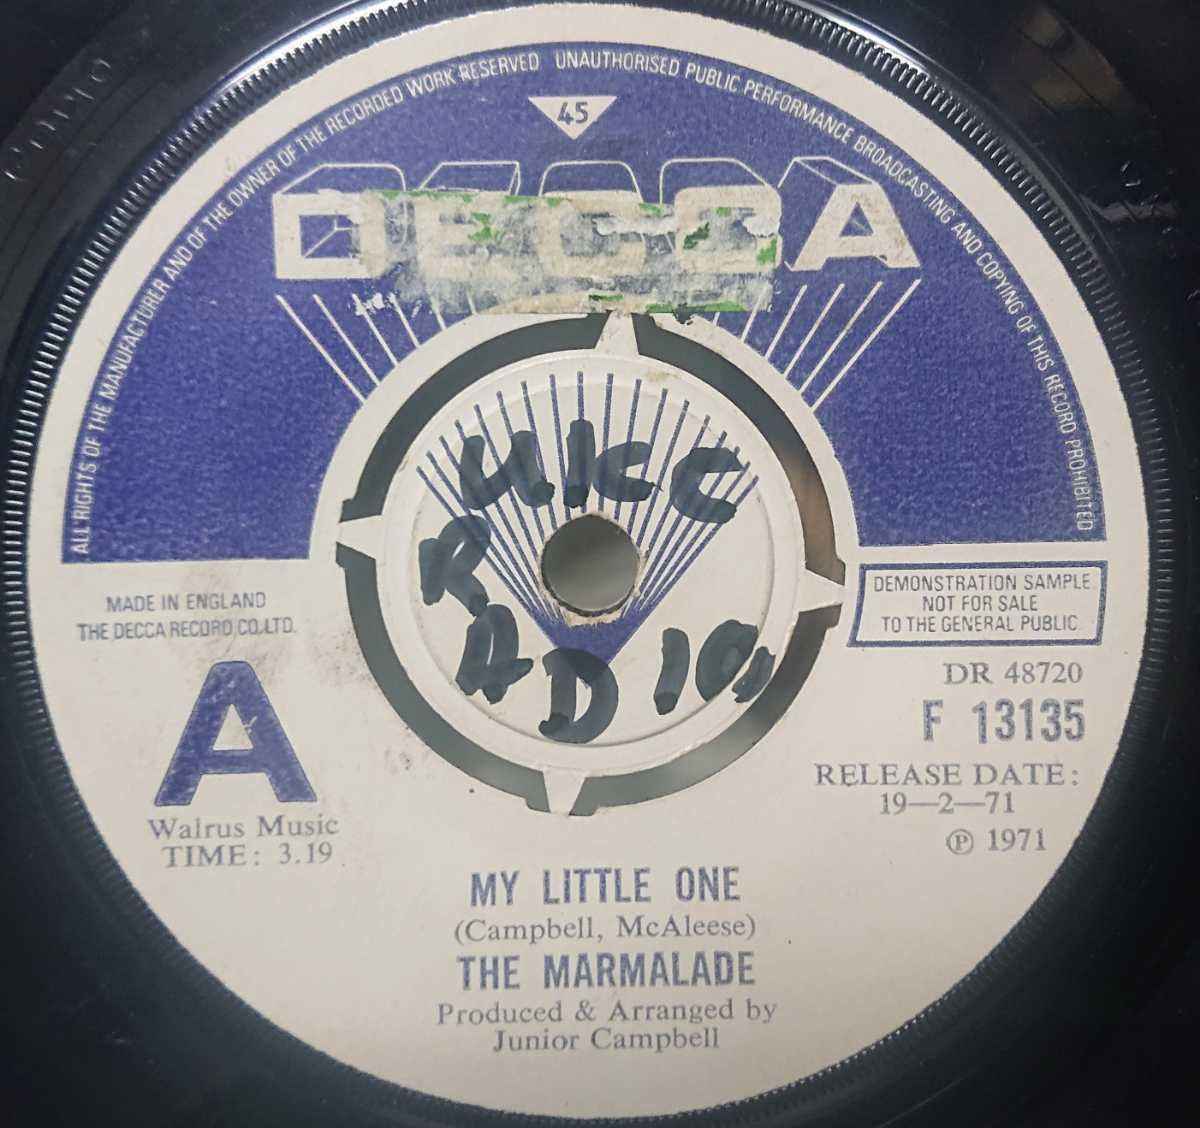 ALL RIGHTS OF THE MANUFACTURER AND OF THE OWNER OF THE RECORDED WORK RESERVED UNAUTHORISED PUBLIC PERFORMANCE BROADCASTING AND COPYING OF THIS RECORD PROHIBITED
45
DECCA
RADIO
MADE IN ENGLAND
THE DECCA RECORD CO. LTD.
DEMONSTRATION SAMPLE
NOT FOR SALE
TO THE GENERAL PUBLIC
A
Walrus Music
TIME: 3.19
DR 48720
F 13135
RELEASE DATE:
19—2—71
℗ 1971
MY LITTLE ONE
(Campbell, McAleese)
THE MARMALADE
Produced & Arranged by
Junior Campbell